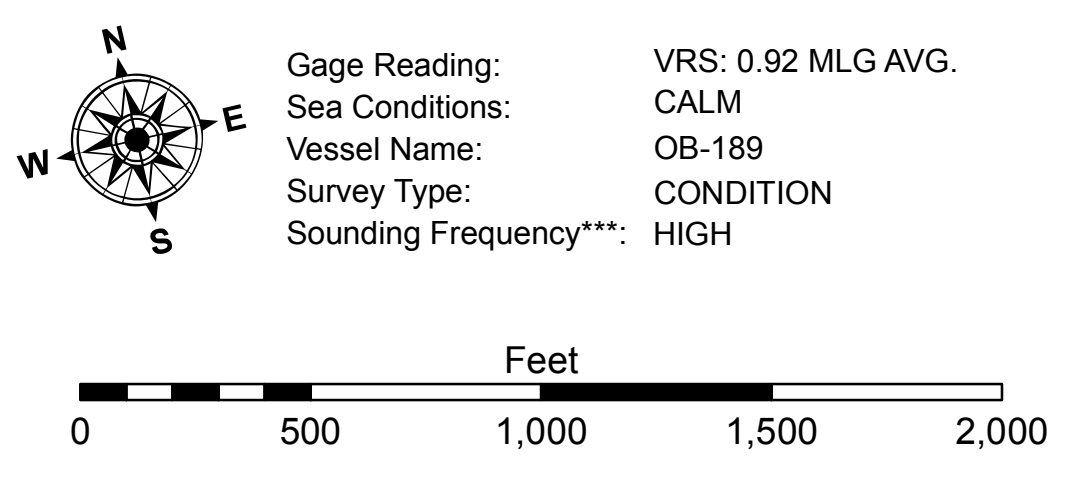 N
E
W
S
Gage Reading: VRS: 0.92 MLG AVG.
Sea Conditions: CALM
Vessel Name: OB-189
Survey Type: CONDITION
Sounding Frequency***: HIGH
Feet
0 500 1,000 1,500 2,000